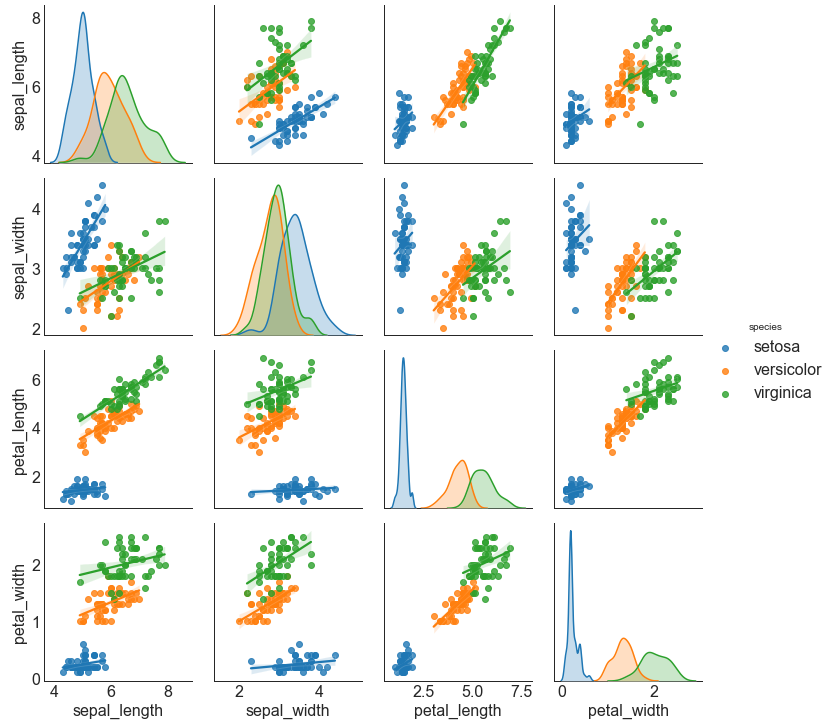 sepal_length
8
6
4
sepal_width
4
3
2
species
setosa
versicolor
virginica
petal_length
6
4
2
petal_width
2
1
0
4 6 8
2 4
2.5 5.0 7.5
0 2
sepal_length sepal_width petal_length petal_width